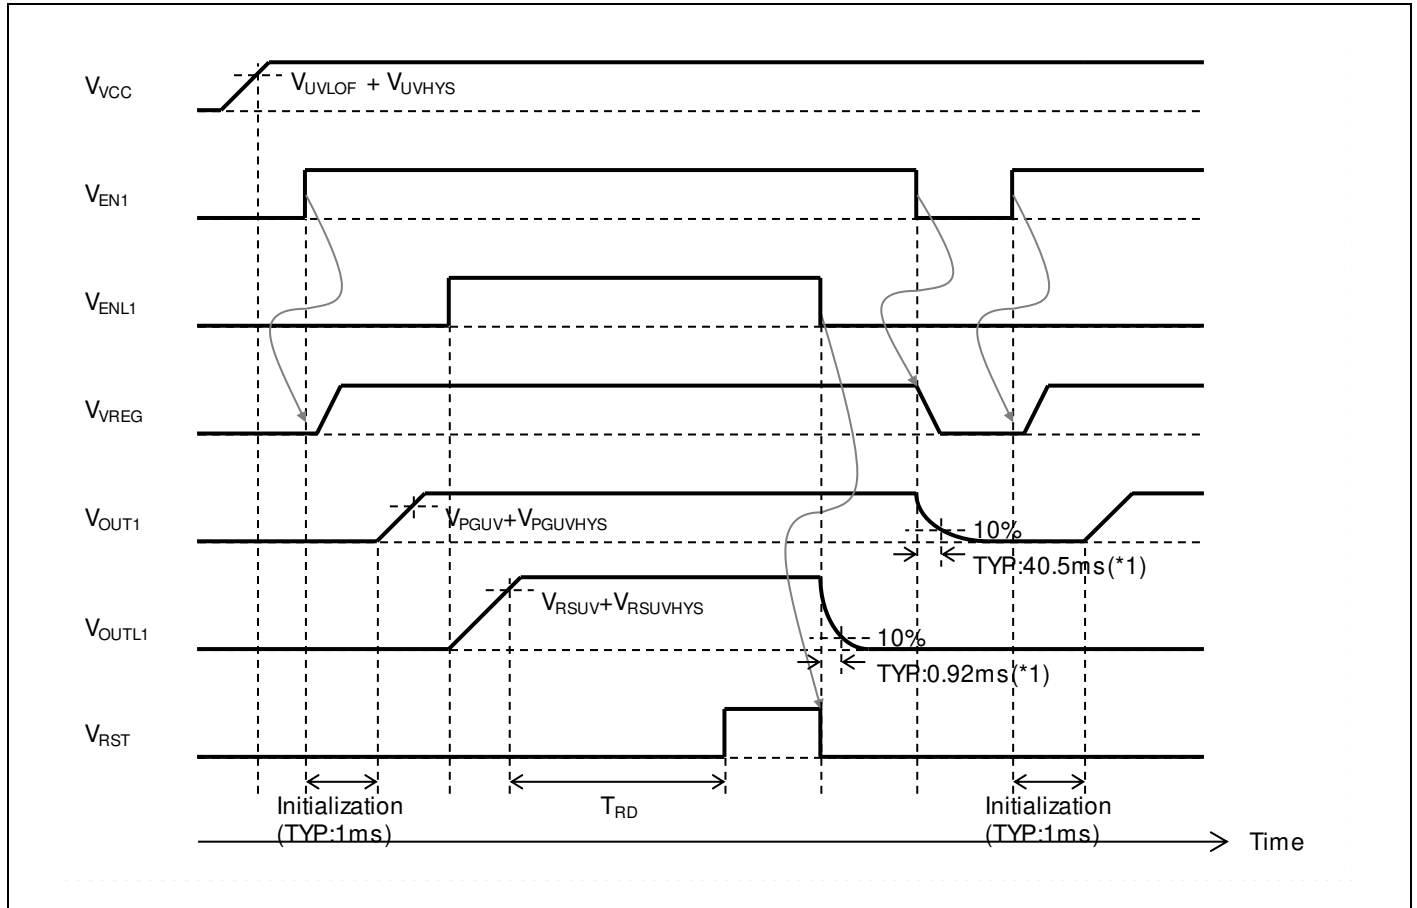 VVCC
VUVLOF + VUVHYS
VEN1
VENL1
VVREG
VOUT1
VPGUV+VPGUVHYS
10%
TYP:40.5ms(*1)
VOUTL1
VRSUV+VRSUVHYS
10%
TYP:0.92ms(*1)
VRST
Initialization
(TYP:1ms)
TRD
Initialization
(TYP:1ms)
Time